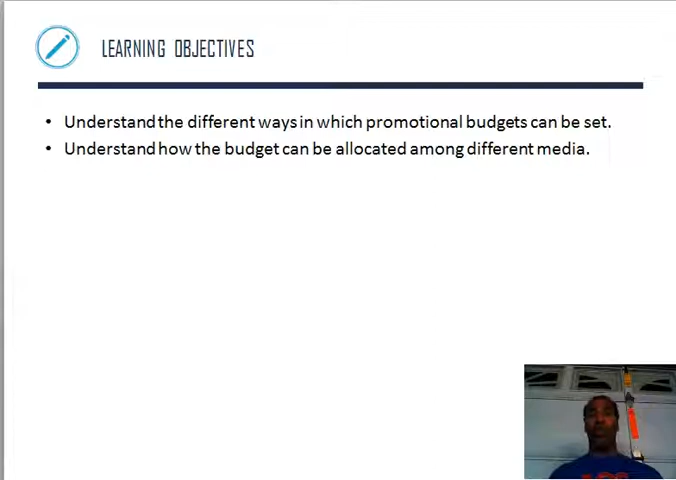 LEARNING OBJECTIVES
• Understand the different ways in which promotional budgets can be set.
• Understand how the budget can be allocated among different media.